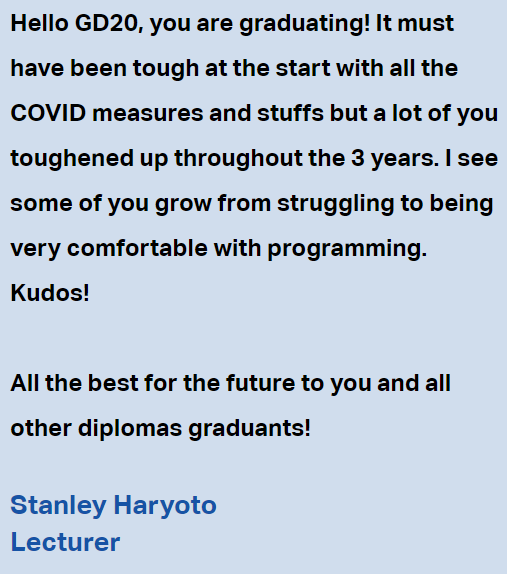 Hello GD20, you are graduating! It must
have been tough at the start with all the
COVID measures and stuffs but a lot of you
toughened up throughout the 3 years. I see
some of you grow from struggling to being
very comfortable with programming.
Kudos!
All the best for the future to you and all
other diplomas graduants!
Stanley Haryoto
Lecturer